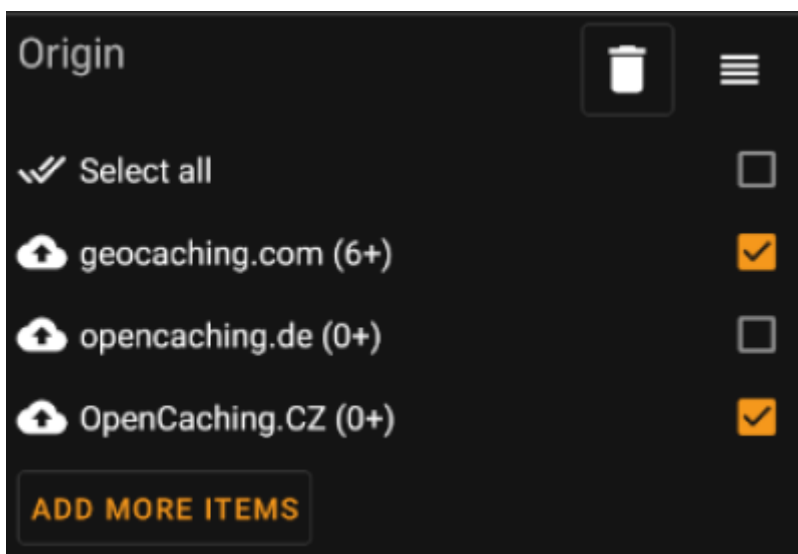 Origin
Select all
geocaching.com (6+)
opencaching.de (0+)
OpenCaching.CZ (0+)
ADD MORE ITEMS